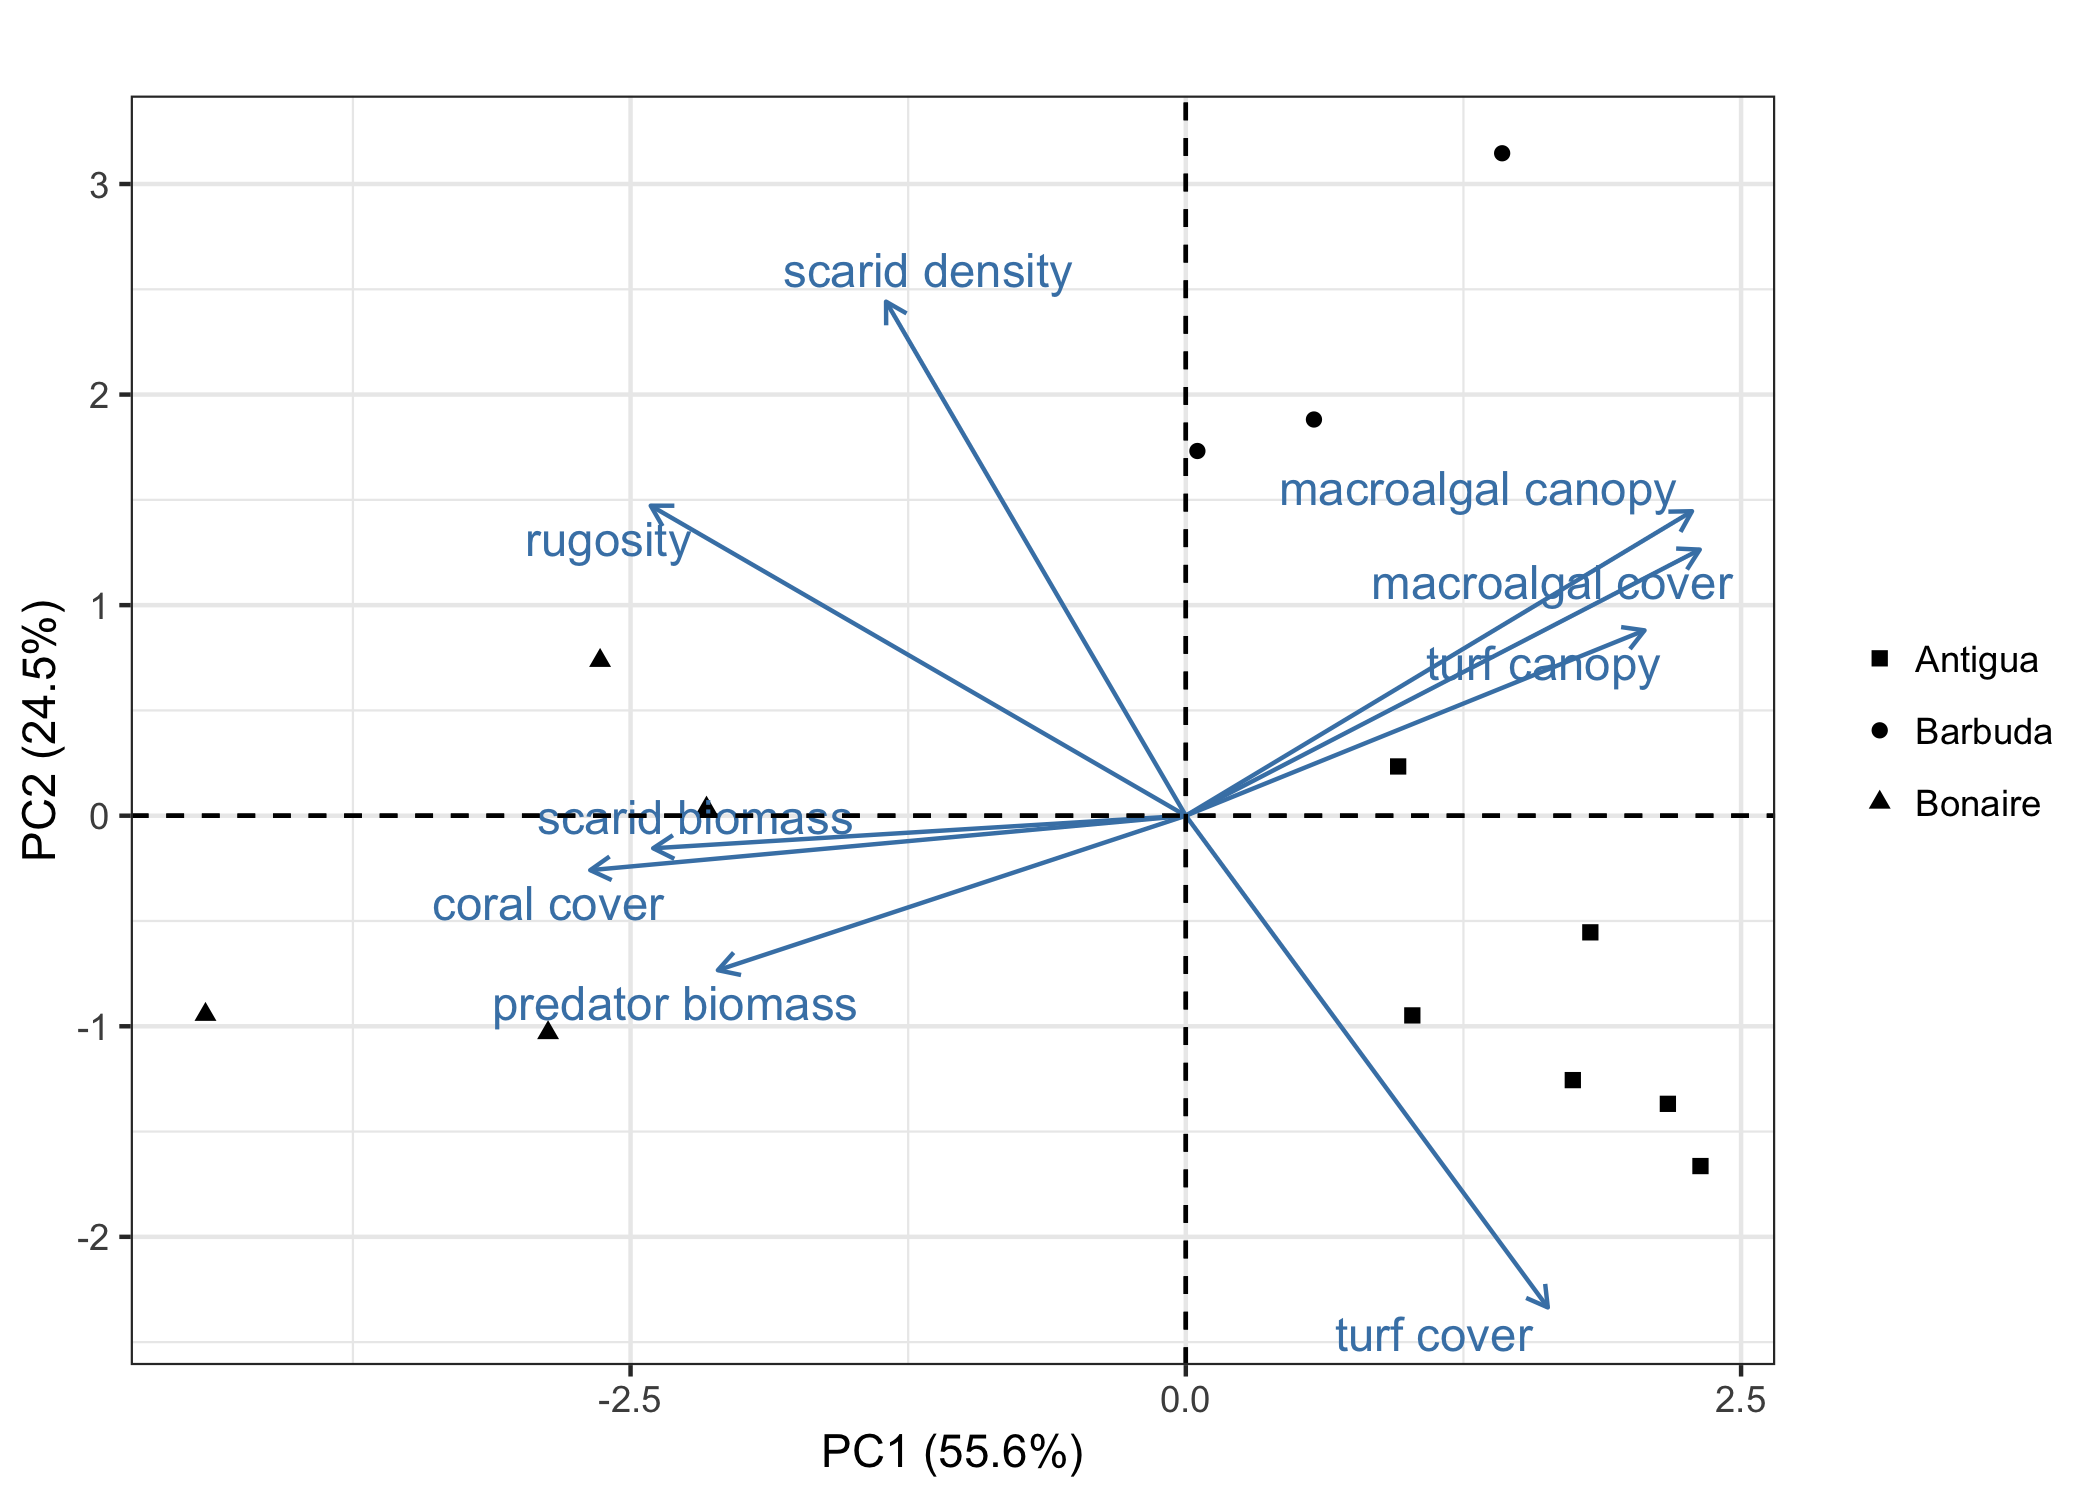 3
scarid density
2
macroalgal canopy
rugosity
macroalgal cover
1
turf canopy
Antigua
PC2 (24.5%)
Barbuda
0
scarid biomass
Bonaire
coral cover
predator biomass
-1
-2
turf cover
-2.5
0.0
2.5
PC1 (55.6%)